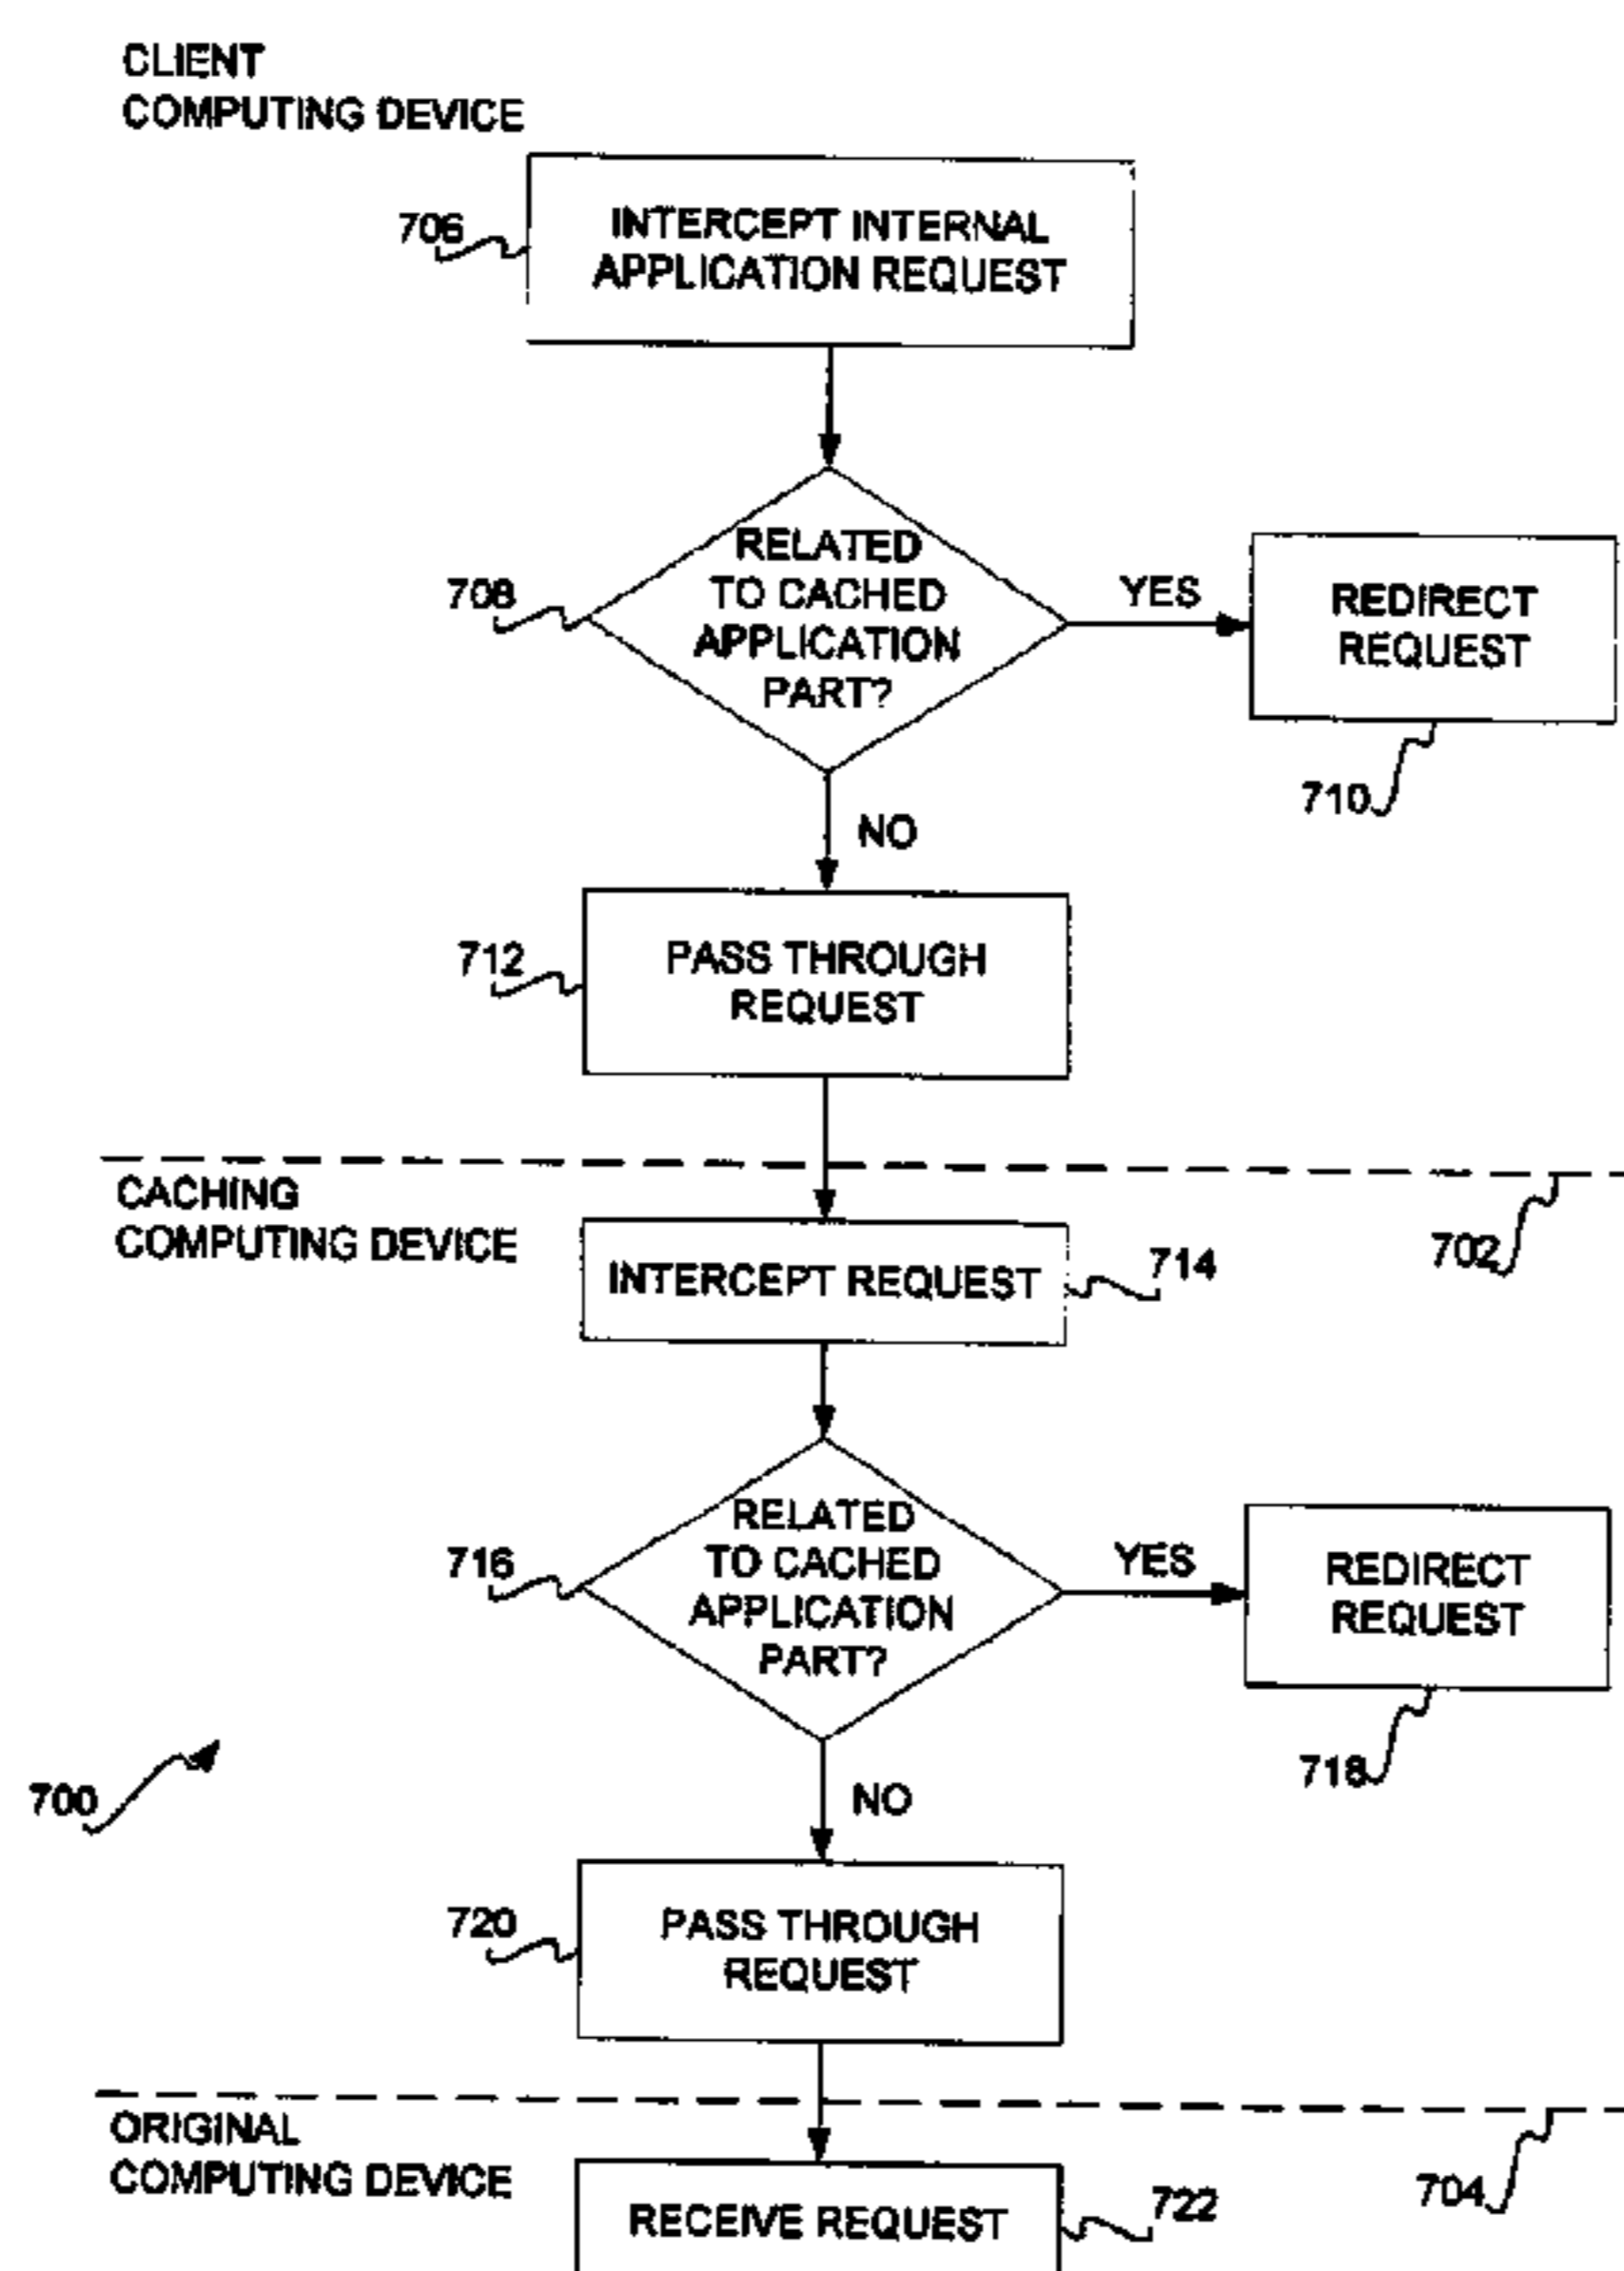 CLIENT
COMPUTING DEVICE
706
INTERCEPT INTERNAL
APPLICATION REQUEST
708
RELATED
TO CACHED
APPLICATION
PART?
YES
REDIRECT
REQUEST
710
NO
712
PASS THROUGH
REQUEST
CACHING
COMPUTING DEVICE
702
INTERCEPT REQUEST
714
716
RELATED
TO CACHED
APPLICATION
PART?
YES
REDIRECT
REQUEST
718
700
NO
720
PASS THROUGH
REQUEST
ORIGINAL
COMPUTING DEVICE
704
RECEIVE REQUEST
722